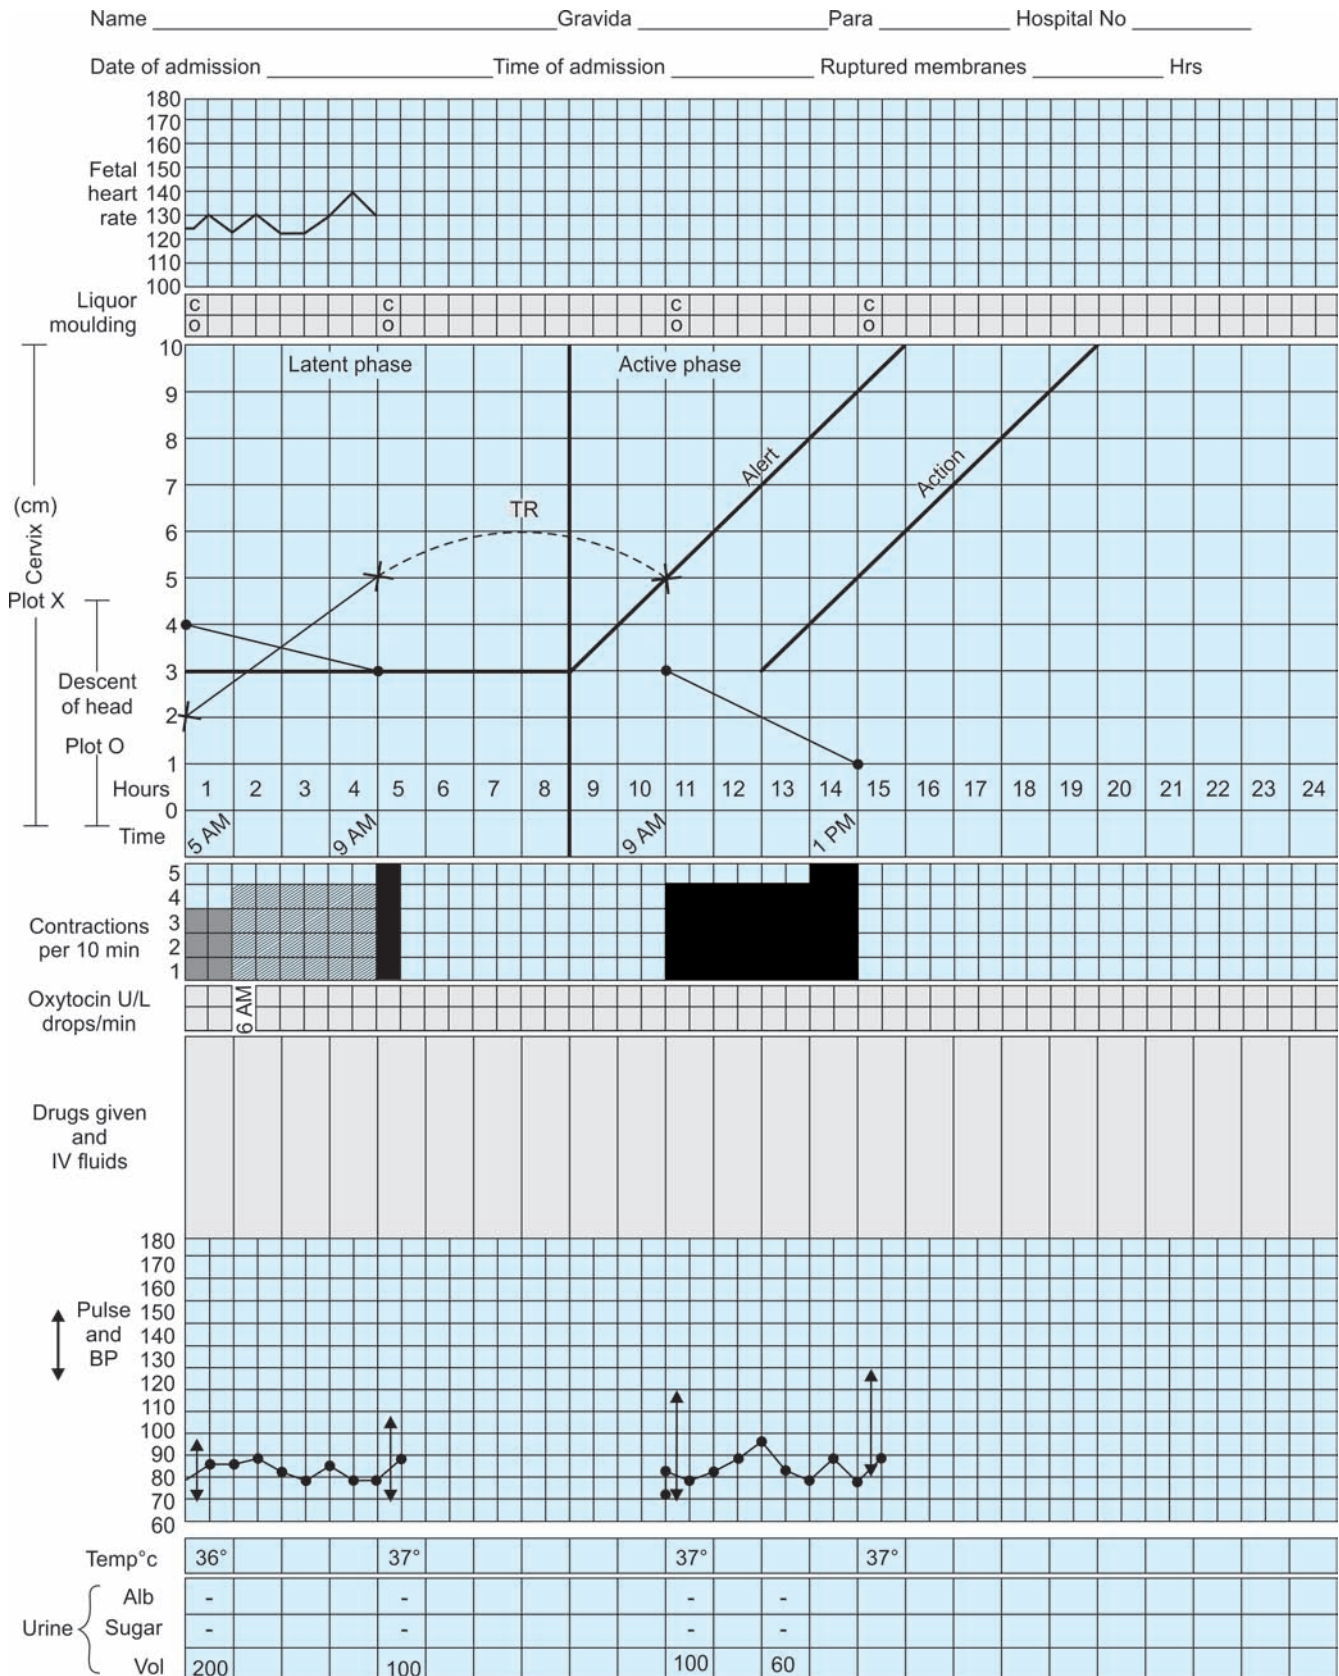 Name Gravida Para Hospital No
Date of admission Time of admission Ruptured membranes Hrs
180
170
160
Fetal 150
heart 140
rate 130
120
110
100
Liquor c c c c
moulding o o o o
10 Latent phase Active phase
9
8
Alert
7 Action
(cm) TR
6
Cervix
5
Plot X
4
3
Descent
of head
2
Plot O
1
Hours 1 2 3 4 5 6 7 8 9 10 11 12 13 14 15 16 17 18 19 20 21 22 23 24
0
Time 5 AM 9 AM 9 AM 1 PM
5
4
Contractions 3
per 10 min 2
1
Oxytocin U/L 6 AM
drops/min
Drugs given
and
IV fluids
180
170
160
Pulse 150
and 140
BP 130
120
110
100
90
80
70
60
Temp°c 36° 37° 37° 37°
Alb - - - -
Urine Sugar - - - -
Vol 200 100 100 60